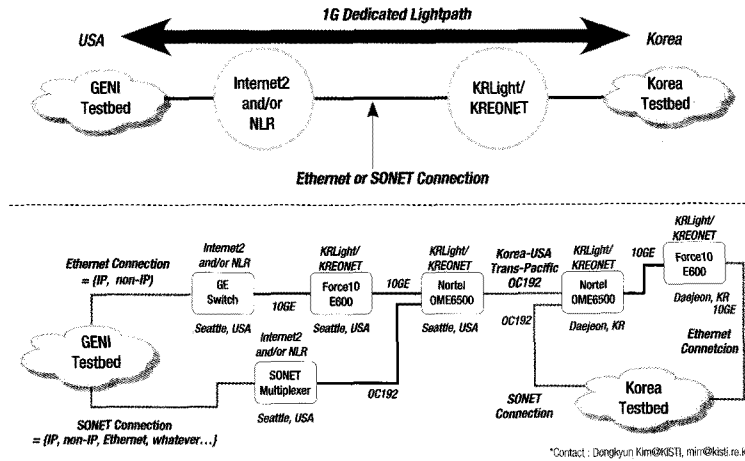 1G Dedicated Lightpath
USA
Korea
GENI
Testbed
Internet2
and/or
NLR
KRLight/
KREONET
Korea
Testbed
Ethernet or SONET Connection
Ethernet Connection
= {IP, non-IP)
Internet2
and/or NLR
GE
Switch
Seattle, USA
10GE
KRLight/
KREONET
Force10
E600
Seattle, USA
10GE
KRLight/
KREONET
Nortel
OME6500
Seattle, USA
Korea-USA
Trans-Pacific
OC192
KRLight/
KREONET
Nortel
OME6500
Daejeon, KR
10GE
KRLight/
KREONET
Force10
E600
Daejeon, KR
10GE
Ethernet
Connetcion
GENI
Testbed
Internet2
and/or NLR
SONET
Multiplexer
Seattle, USA
OC192
OC192
SONET
Connection
Korea
Testbed
SONET Connection
= {IP, non-IP, Ethernet, whatever…}
*Contact : Dongkyun Kim@KISTI, mirr@kisti.re.k